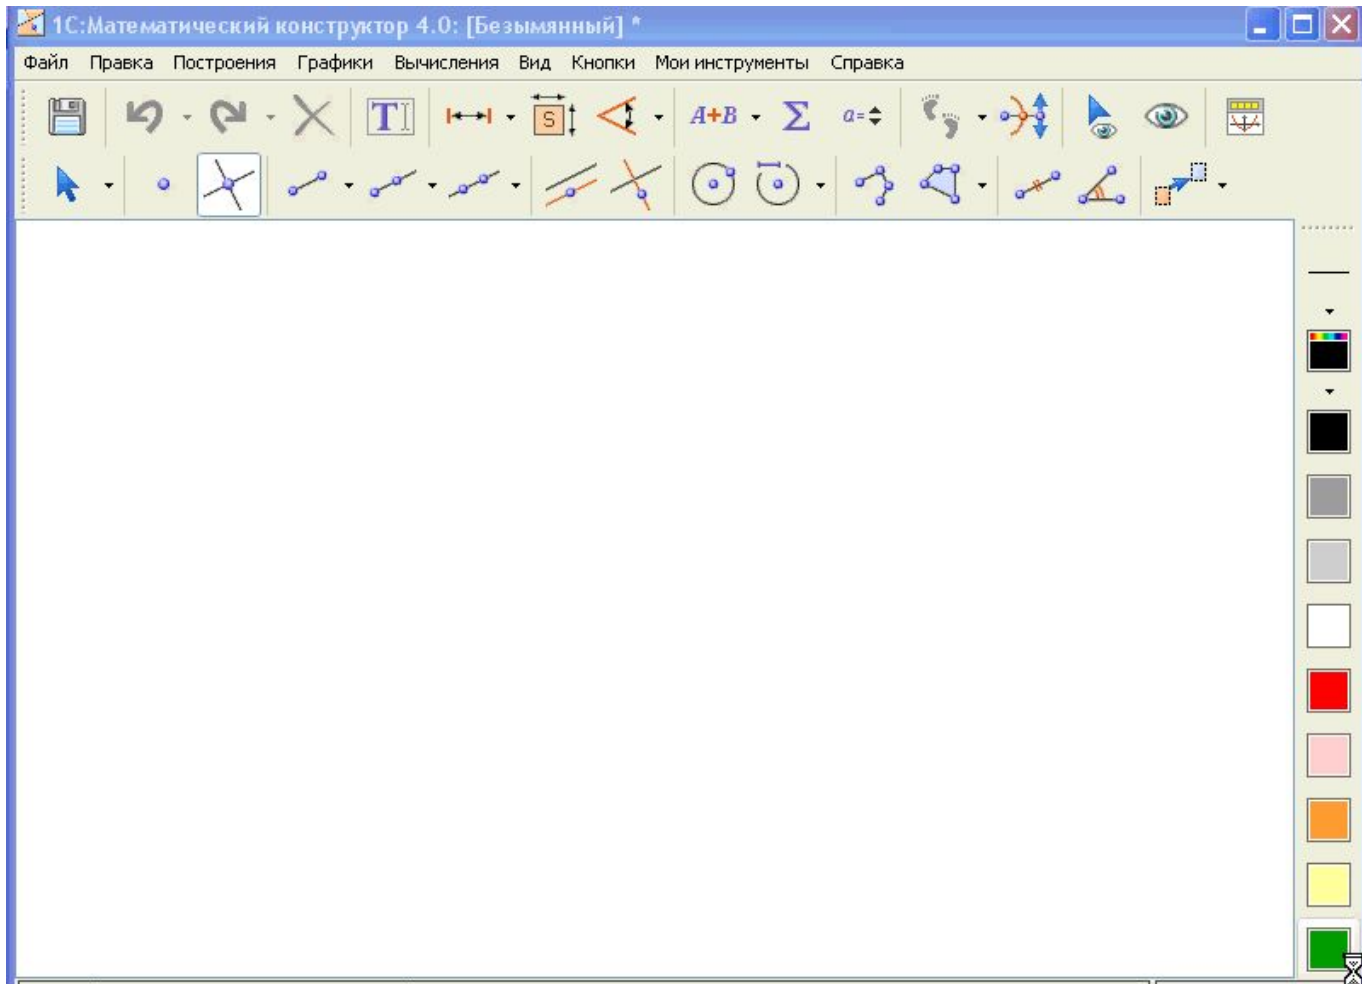 1С:Математический конструктор 4.0: [Безымянный] *
Файл Правка Построения Графики Вычисления Вид Кнопки Мои инструменты Справка
T S A+B Σ a=